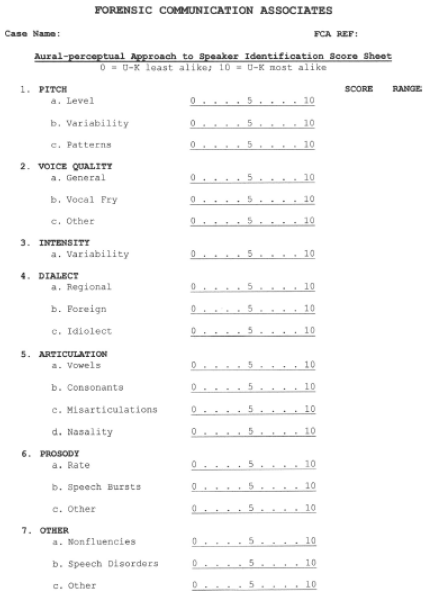 FORENSIC COMMUNICATION ASSOCIATES
Case Name: FCA REF:
Aural-perceptual Approach to Speaker Identification Score Sheet
0 = U-K least alike; 10 = U-K most alike
1. PITCH SCORE RANGE
a. Level 0 . . . . 5 . . . . 10
b. Variability 0 . . . . 5 . . . . 10
c. Patterns 0 . . . . 5 . . . . 10
2. VOICE QUALITY
a. General 0 . . . . 5 . . . . 10
b. Vocal Fry 0 . . . . 5 . . . . 10
c. Other 0 . . . . 5 . . . . 10
3. INTENSITY
a. Variability 0 . . . . 5 . . . . 10
4. DIALECT
a. Regional 0 . . . . 5 . . . . 10
b. Foreign 0 . . . . 5 . . . . 10
c. Idiolect 0 . . . . 5 . . . . 10
5. ARTICULATION
a. Vowels 0 . . . . 5 . . . . 10
b. Consonants 0 . . . . 5 . . . . 10
c. Misarticulations 0 . . . . 5 . . . . 10
d. Nasality 0 . . . . 5 . . . . 10
6. PROSODY
a. Rate 0 . . . . 5 . . . . 10
b. Speech Bursts 0 . . . . 5 . . . . 10
c. Other 0 . . . . 5 . . . . 10
7. OTHER
a. Nonfluencies 0 . . . . 5 . . . . 10
b. Speech Disorders 0 . . . . 5 . . . . 10
c. Other 0 . . . . 5 . . . . 10